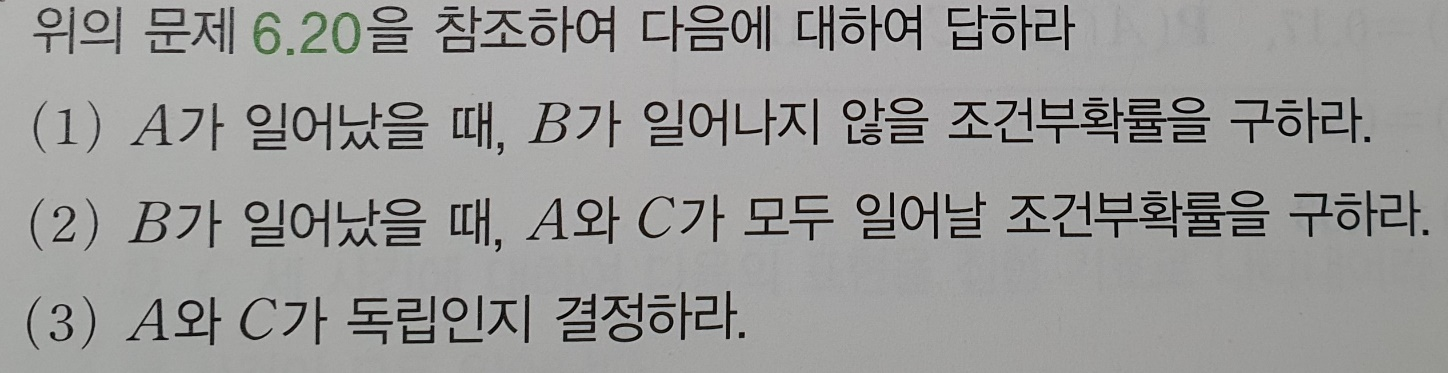 위의 문제 6.20을 참조하여 다음에 대하여 답하라
(1) A가 일어났을 때, B가 일어나지 않을 조건부확률을 구하라.
(2) B가 일어났을 때, A와 C가 모두 일어날 조건부확률을 구하라.
(3) A와 C가 독립인지 결정하라.